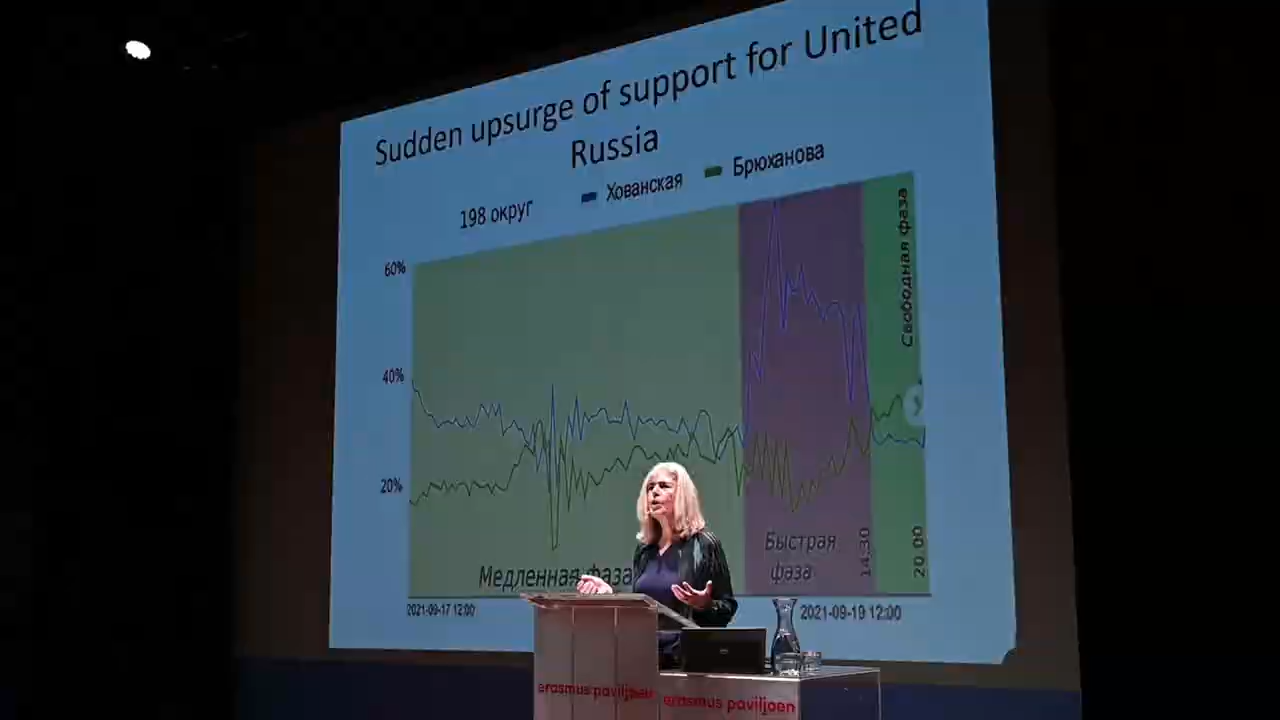 Sudden upsurge of support for United
Russia
Хованская
Брюханова
198 округ
60%
40%
20%
Свободная фаза
Быстрая
фаза
14.30
20 00
Медленная фаза
2021-09-17 12:00
2021-09-19 12:00
erasmus paviljoen
erasmus paviljoen